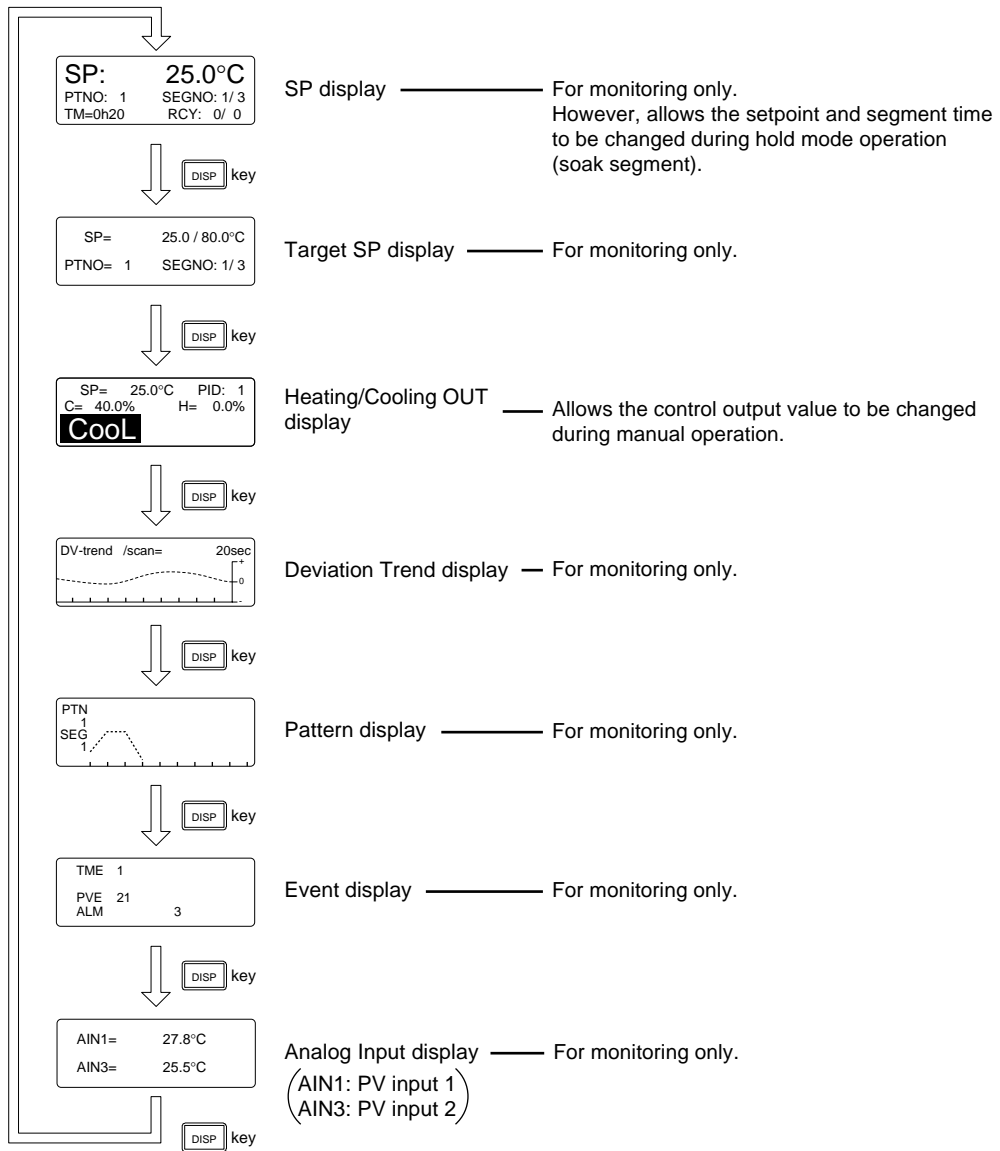 SP: 25.0°C
PTNO: 1 SEGNO: 1/ 3
TM=0h20 RCY: 0/ 0
SP display
For monitoring only.
However, allows the setpoint and segment time
to be changed during hold mode operation
(soak segment).
DISP key
SP= 25.0 / 80.0°C
PTNO= 1 SEGNO: 1/ 3
Target SP display
For monitoring only.
DISP key
SP= 25.0°C PID: 1
C= 40.0% H= 0.0%
CooL
Heating/Cooling OUT
display
Allows the control output value to be changed
during manual operation.
DISP key
DV-trend /scan= 20sec
+
0
-
Deviation Trend display
For monitoring only.
DISP key
PTN
1
SEG
1
Pattern display
For monitoring only.
DISP key
TME 1
PVE 21
ALM 3
Event display
For monitoring only.
DISP key
AIN1= 27.8°C
AIN3= 25.5°C
Analog Input display
For monitoring only.
(AIN1: PV input 1
AIN3: PV input 2)
DISP key